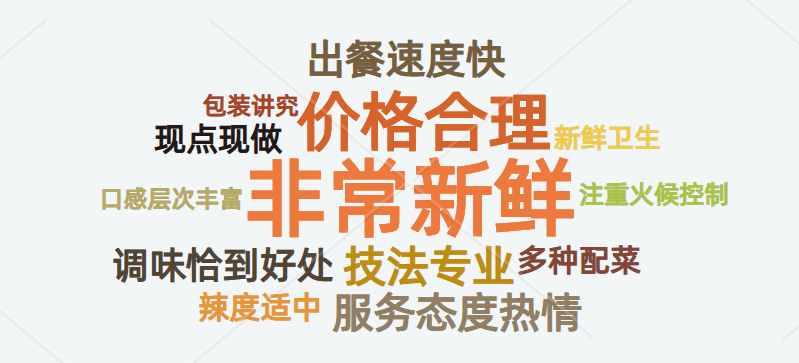 出餐速度快
包装讲究
价格合理
现点现做
新鲜卫生
非常新鲜
口感层次丰富
注重火候控制
调味恰到好处
技法专业
多种配菜
辣度适中
服务态度热情